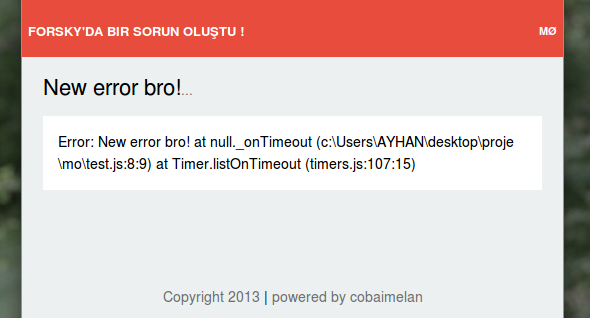 FORSKY'DA BIR SORUN OLUŞTU !
MØ
New error bro!...
Error: New error bro! at null._onTimeout (c:\Users\AYHAN\desktop\proje
\mo\test.js:8:9) at Timer.listOnTimeout (timers.js:107:15)
Copyright 2013 | powered by cobaimelan